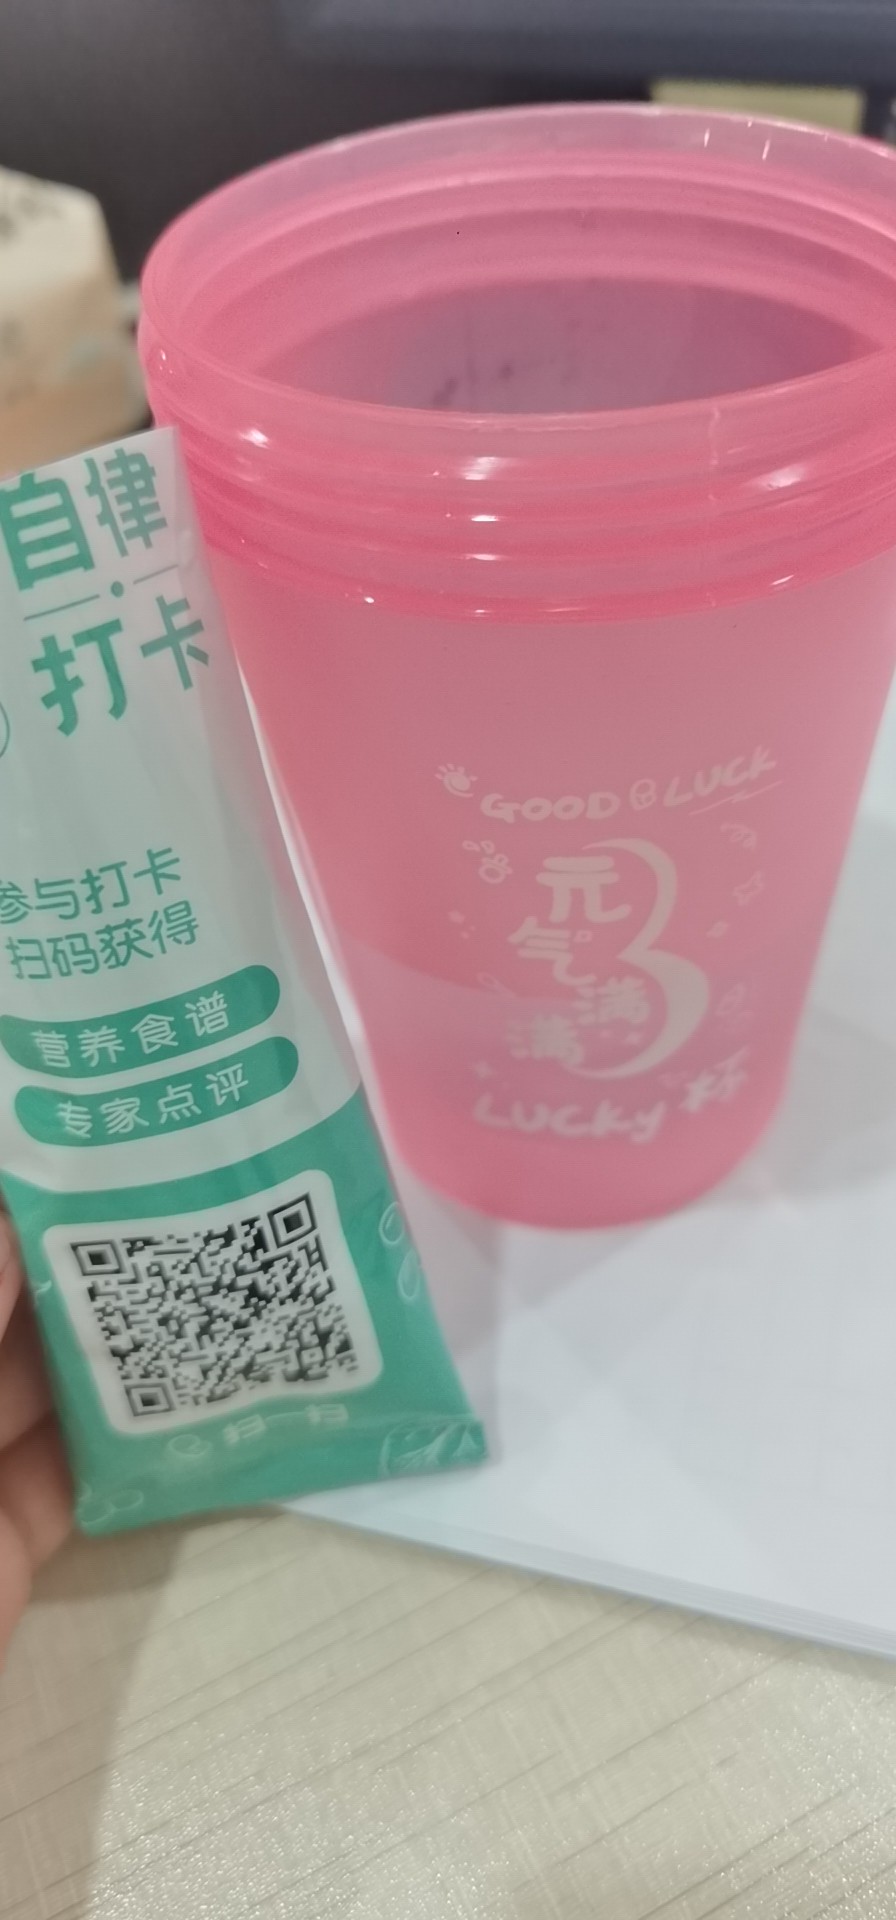 自律
打卡
参与打卡
扫码获得
营养食谱
专家点评
扫一扫
GOOD LUCK
元
气
满
满
LUCKY 杯